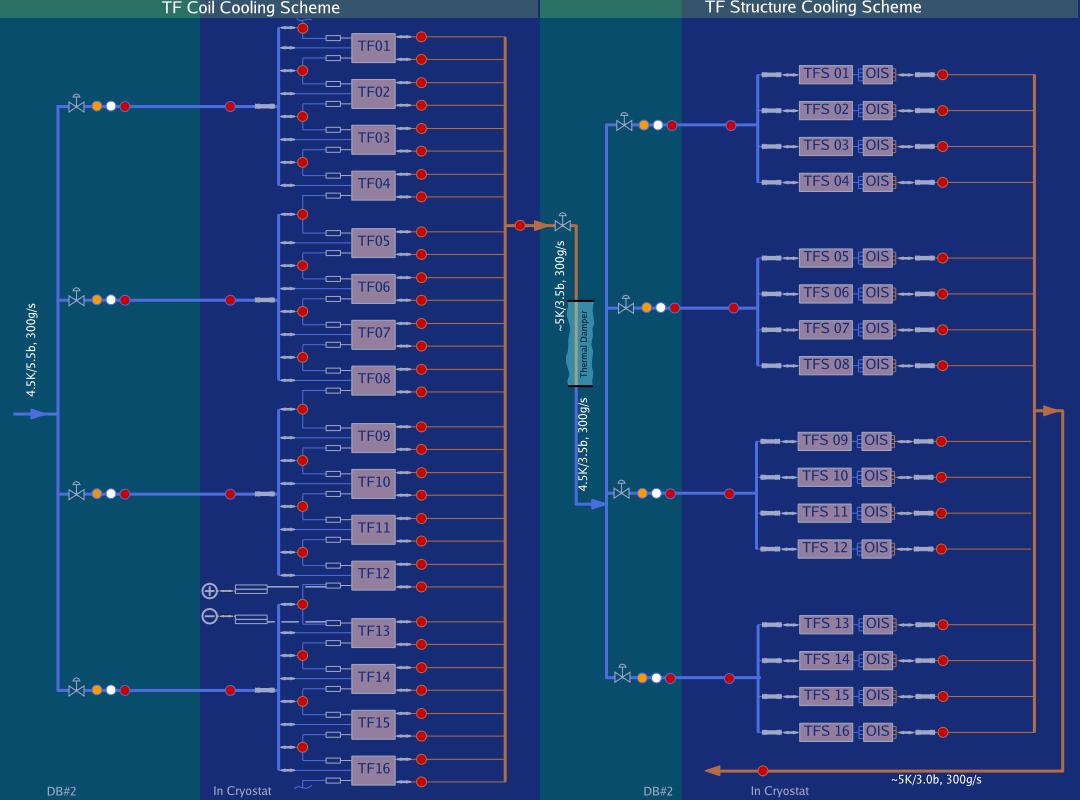 TF Coil Cooling Scheme
TF01
TF02
TF03
TF04
TF05
TF06
TF07
TF08
TF09
TF10
TF11
TF12
TF13
TF14
TF15
TF16
4.5K/5.5b, 300g/s
DB#2
In Cryostat
~5K/3.5b, 300g/s
Thermal Damper
4.5K/3.5b, 300g/s
TF Structure Cooling Scheme
TFS 01 OIS
TFS 02 OIS
TFS 03 OIS
TFS 04 OIS
TFS 05 OIS
TFS 06 OIS
TFS 07 OIS
TFS 08 OIS
TFS 09 OIS
TFS 10 OIS
TFS 11 OIS
TFS 12 OIS
TFS 13 OIS
TFS 14 OIS
TFS 15 OIS
TFS 16 OIS
~5K/3.0b, 300g/s
DB#2
In Cryostat